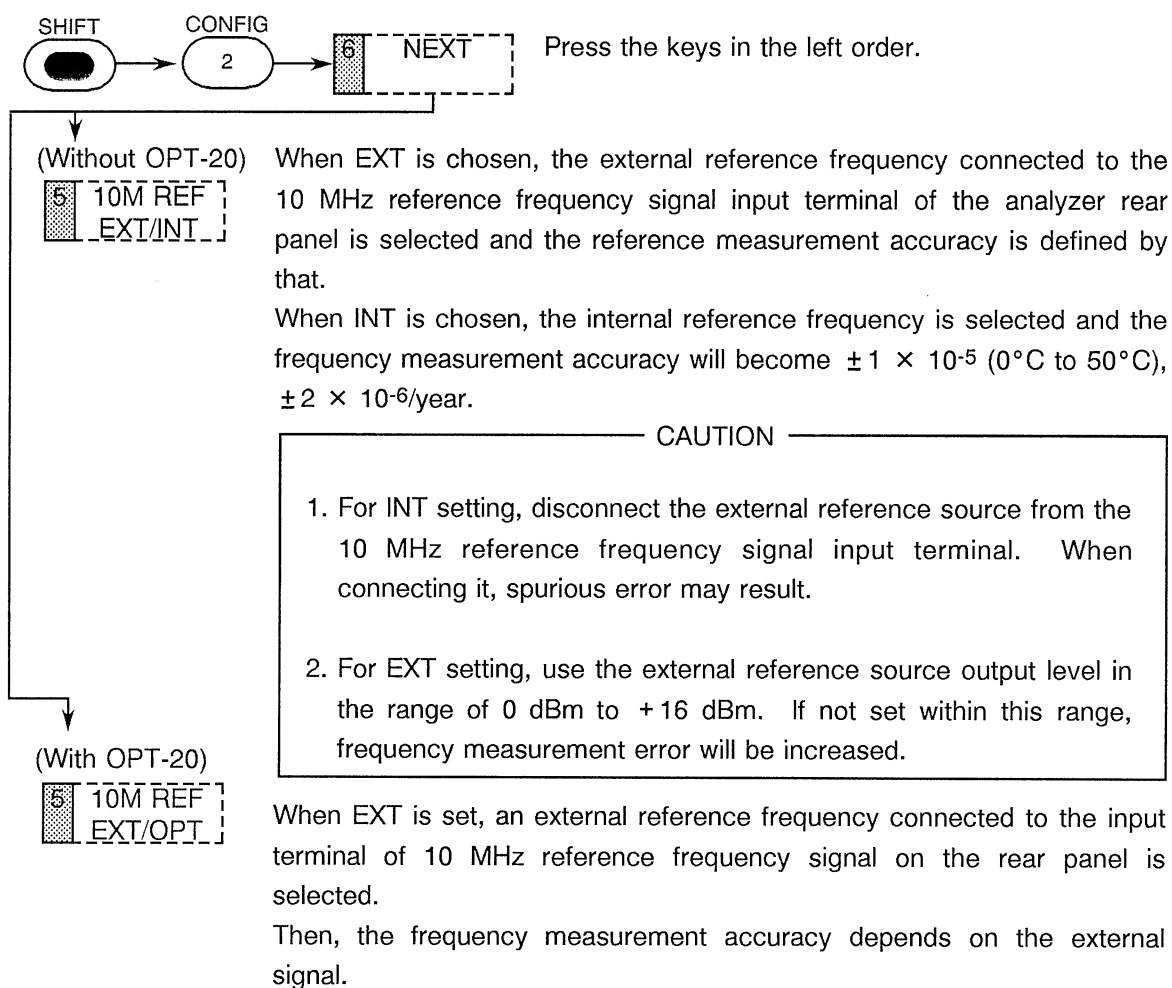 SHIFT CONFIG
2 6 NEXT Press the keys in the left order.
(Without OPT-20) When EXT is chosen, the external reference frequency connected to the
5 10M REF 10 MHz reference frequency signal input terminal of the analyzer rear
EXT/INT panel is selected and the reference measurement accuracy is defined by
that.
When INT is chosen, the internal reference frequency is selected and the
frequency measurement accuracy will become ±1 × 10⁻⁵ (0°C to 50°C),
±2 × 10⁻⁶/year.
CAUTION
1. For INT setting, disconnect the external reference source from the
10 MHz reference frequency signal input terminal. When
connecting it, spurious error may result.
2. For EXT setting, use the external reference source output level in
the range of 0 dBm to +16 dBm. If not set within this range,
frequency measurement error will be increased.
(With OPT-20)
5 10M REF
EXT/OPT
When EXT is set, an external reference frequency connected to the input
terminal of 10 MHz reference frequency signal on the rear panel is
selected.
Then, the frequency measurement accuracy depends on the external
signal.